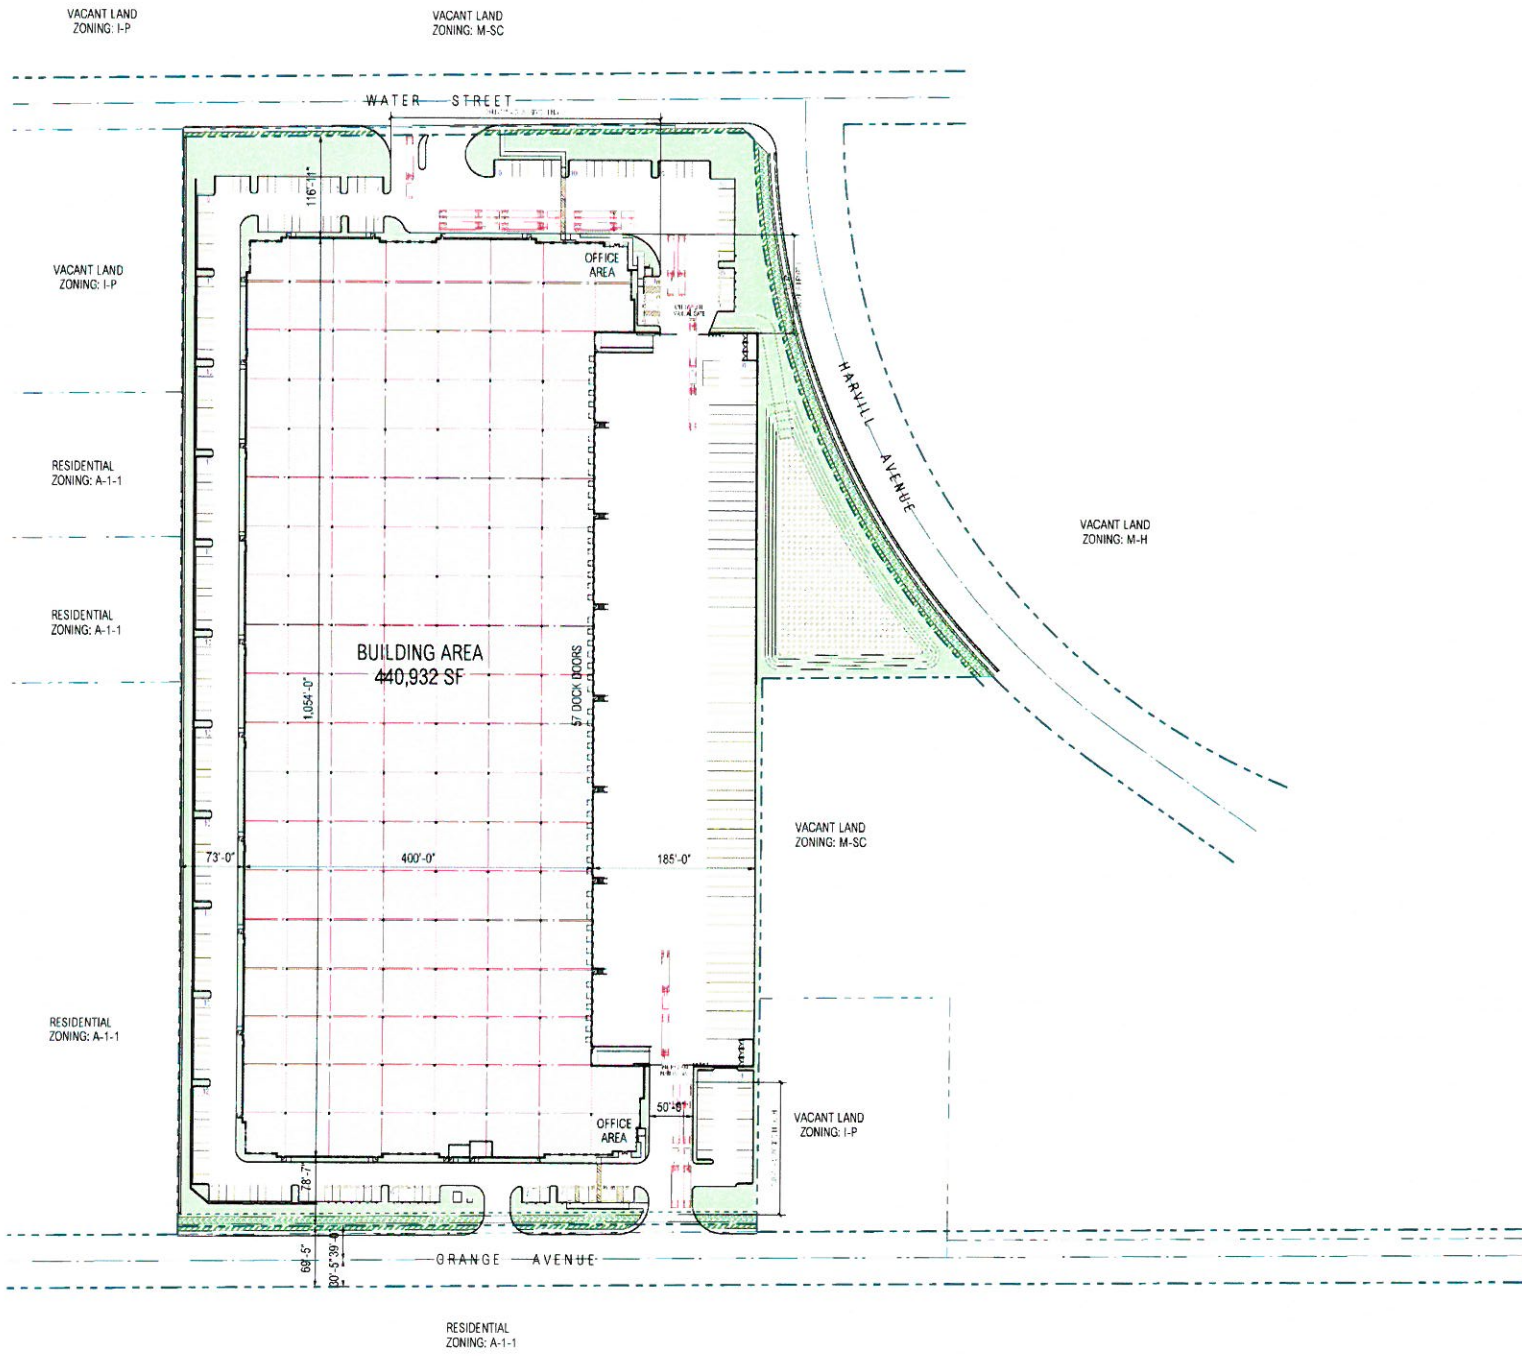 VACANT LAND
ZONING: I-P
VACANT LAND
ZONING: M-SC
WATER STREET
116'-11"
OFFICE
AREA
VACANT LAND
ZONING: I-P
HARVILL AVENUE
RESIDENTIAL
ZONING: A-1-1
VACANT LAND
ZONING: M-H
RESIDENTIAL
ZONING: A-1-1
BUILDING AREA
440,932 SF
1,054'-0"
57 DOCK DOORS
VACANT LAND
ZONING: M-SC
73'-0"
400'-0"
185'-0"
RESIDENTIAL
ZONING: A-1-1
50'-0"
OFFICE
AREA
VACANT LAND
ZONING: I-P
78'-7"
69'-5"
30'-5"
ORANGE AVENUE
RESIDENTIAL
ZONING: A-1-1